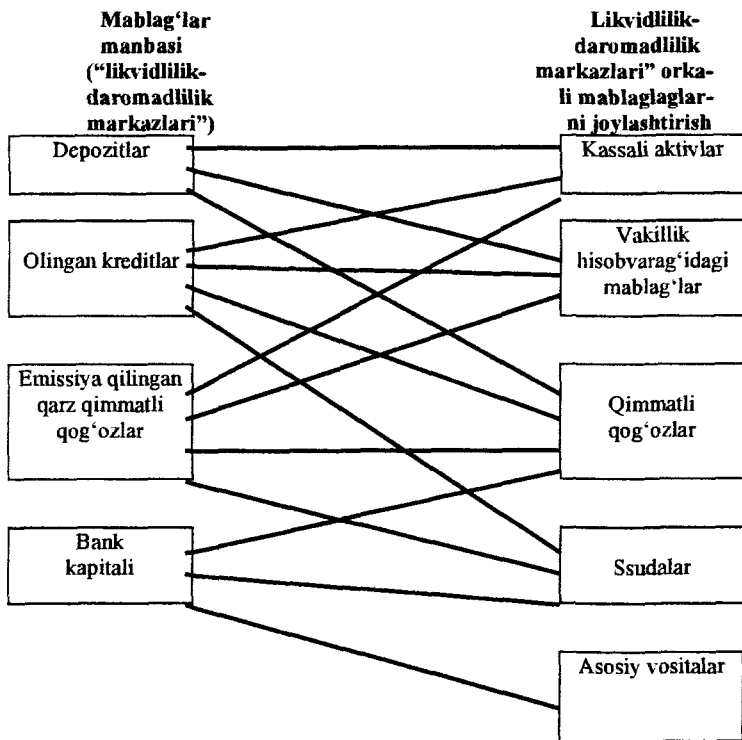 Mablag‘lar
manbasi
(“likvidlilik-
daromadlilik
markazlari”)
Likvidlilik-
daromadlilik
markazlari” orka-
li mablaglaglar-
ni joylashtirish
Depozitlar
Kassali aktivlar
Olingan kreditlar
Vakillik
hisobvarag‘idagi
mablag‘lar
Emissiya qilingan
qarz qimmatli
qog‘ozlar
Qimmatli
qog‘ozlar
Bank
kapitali
Ssudalar
Asosiy vositalar